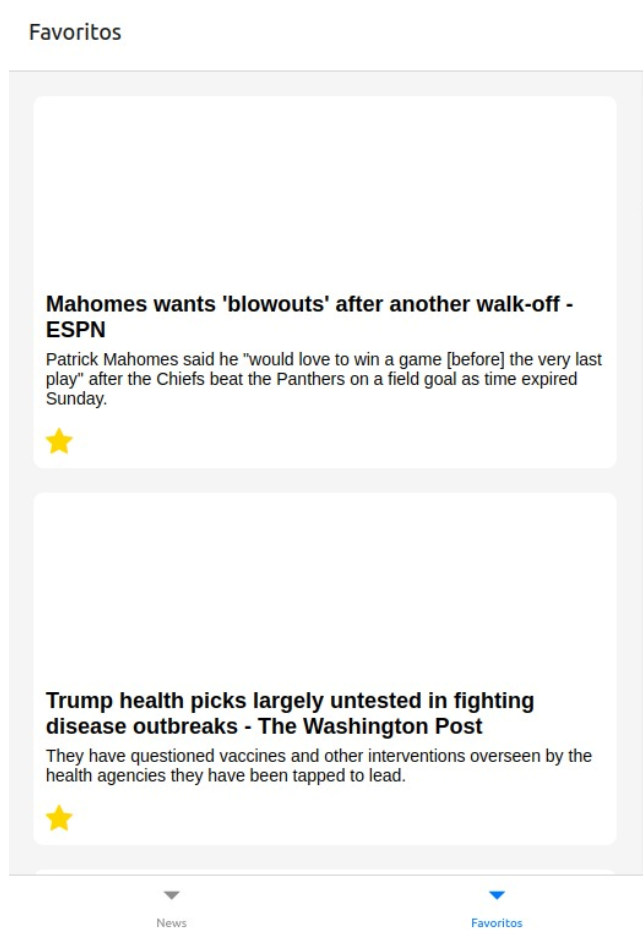 Favoritos
Mahomes wants 'blowouts' after another walk-off -
ESPN
Patrick Mahomes said he "would love to win a game [before] the very last
play" after the Chiefs beat the Panthers on a field goal as time expired
Sunday.
Trump health picks largely untested in fighting
disease outbreaks - The Washington Post
They have questioned vaccines and other interventions overseen by the
health agencies they have been tapped to lead.
News
Favoritos